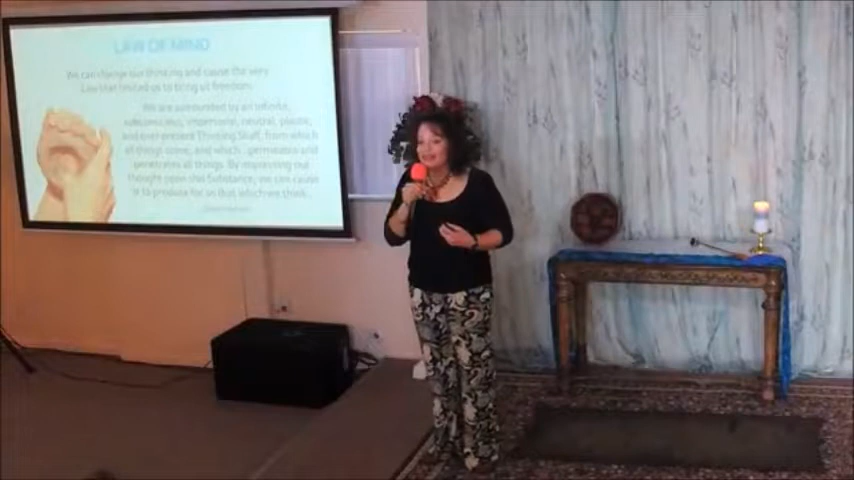 LAW OF MIND
We can change our thinking and cause the very
Law that limited us to bring us freedom.
We are surrounded by an infinite,
subconscious, impersonal, neutral, plastic,
and ever present Thinking Stuff, from which
all things come, and which permeates and
penetrates all things. By impressing our
thought upon this Substance, we can cause
it to produce for us that which we think.